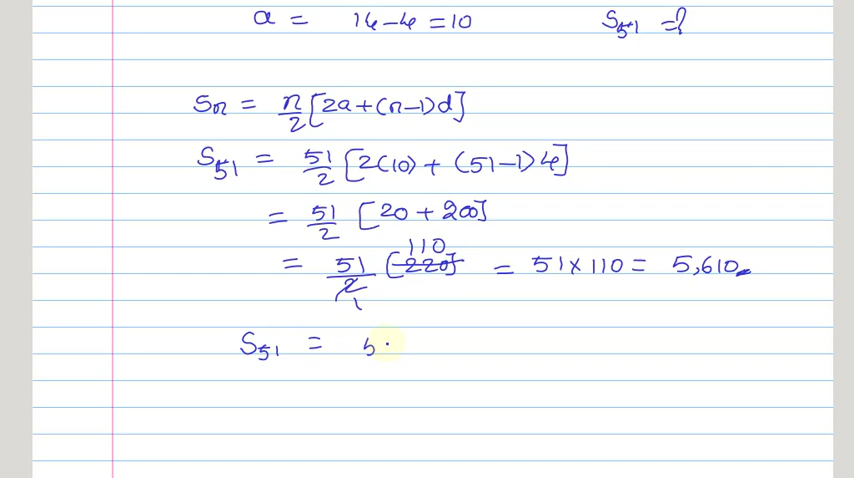 a = 14-4 = 10 S51 = ?
Sn = n/2 [2a + (n-1)d]
S51 = 51/2 [2(10) + (51-1)4]
= 51/2 [20 + 200]
110
= 51/2 [220] = 51 × 110 = 5,610.
1
S51 = 5